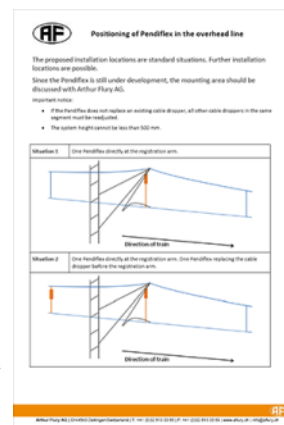 AF
Positioning of Pendiflex in the overhead line
The proposed installation locations are standard situations. Further installation
locations are possible.
Since the Pendiflex is still under development, the mounting area should be
discussed with Arthur Flury AG.
Important notice:
• If the Pendiflex does not replace an existing cable dropper, all other cable droppers in the same
segment must be readjusted.
• The system height cannot be less than 500 mm.
Situation 1 One Pendiflex directly at the registration arm.
Direction of train
Situation 2 One Pendiflex directly at the registration arm. One Pendiflex replacing the cable
dropper before the registration arm.
Direction of train
AF
Arthur Flury AG